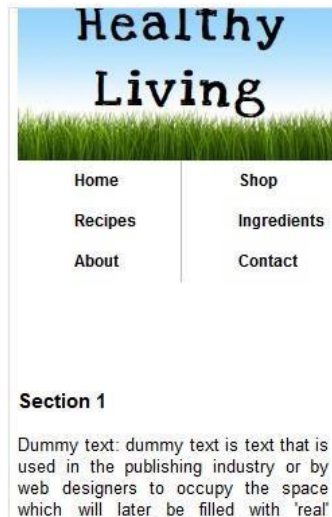 Healthy
Living
Home Shop
Recipes Ingredients
About Contact
Section 1
Dummy text: dummy text is text that is
used in the publishing industry or by
web designers to occupy the space
which will later be filled with 'real'